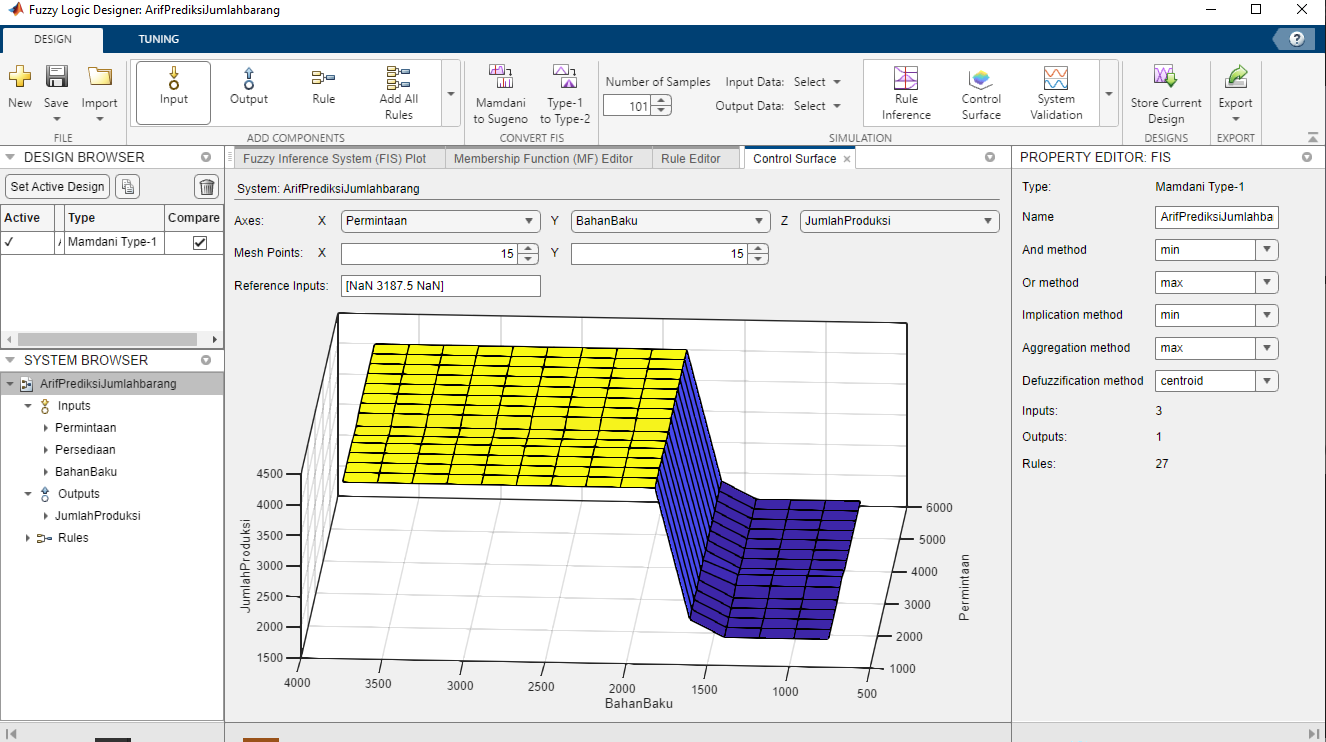 Fuzzy Logic Designer: ArifPrediksiJumlahbarang
DESIGN TUNING
?
New Save Import
Input Output Rule Add All Rules
Mamdani to Sugeno Type-1 to Type-2
Number of Samples 101
Input Data: Select
Output Data: Select
Rule Inference Control Surface System Validation
Store Current Design
Export
FILE ADD COMPONENTS CONVERT FIS SIMULATION DESIGNS EXPORT
DESIGN BROWSER
Set Active Design
Active Type Compare
✓ Mamdani Type-1
SYSTEM BROWSER
ArifPrediksiJumlahbarang
Inputs
Permintaan
Persediaan
BahanBaku
Outputs
JumlahProduksi
Rules
Fuzzy Inference System (FIS) Plot Membership Function (MF) Editor Rule Editor Control Surface ×
System: ArifPrediksiJumlahbarang
Axes: X Permintaan Y BahanBaku Z JumlahProduksi
Mesh Points: X 15 Y 15
Reference Inputs: [NaN 3187.5 NaN]
JumlahProduksi
4500
4000
3500
3000
2500
2000
1500
4000 3500 3000 2500 2000 1500 1000 500
BahanBaku
6000
5000
4000
3000
2000
1000
Permintaan
PROPERTY EDITOR: FIS
Type: Mamdani Type-1
Name ArifPrediksiJumlahba
And method min
Or method max
Implication method min
Aggregation method max
Defuzzification method centroid
Inputs: 3
Outputs: 1
Rules: 27